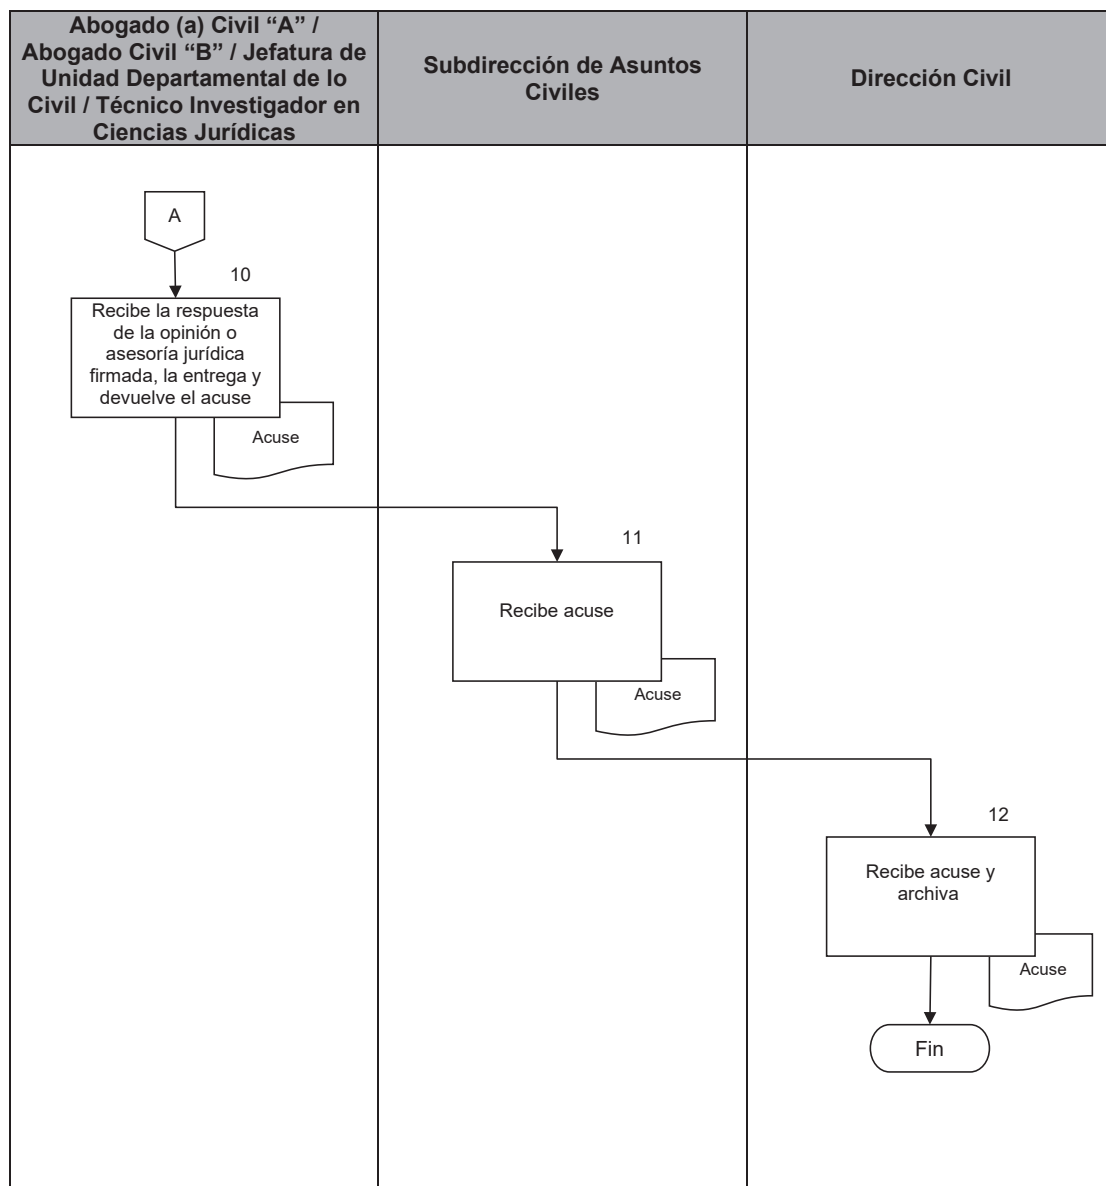 Abogado (a) Civil “A” /
Abogado Civil “B” / Jefatura de
Unidad Departamental de lo
Civil / Técnico Investigador en
Ciencias Jurídicas
Subdirección de Asuntos
Civiles
Dirección Civil
A
10
Recibe la respuesta
de la opinión o
asesoría jurídica
firmada, la entrega y
devuelve el acuse
Acuse
11
Recibe acuse
Acuse
12
Recibe acuse y
archiva
Acuse
Fin